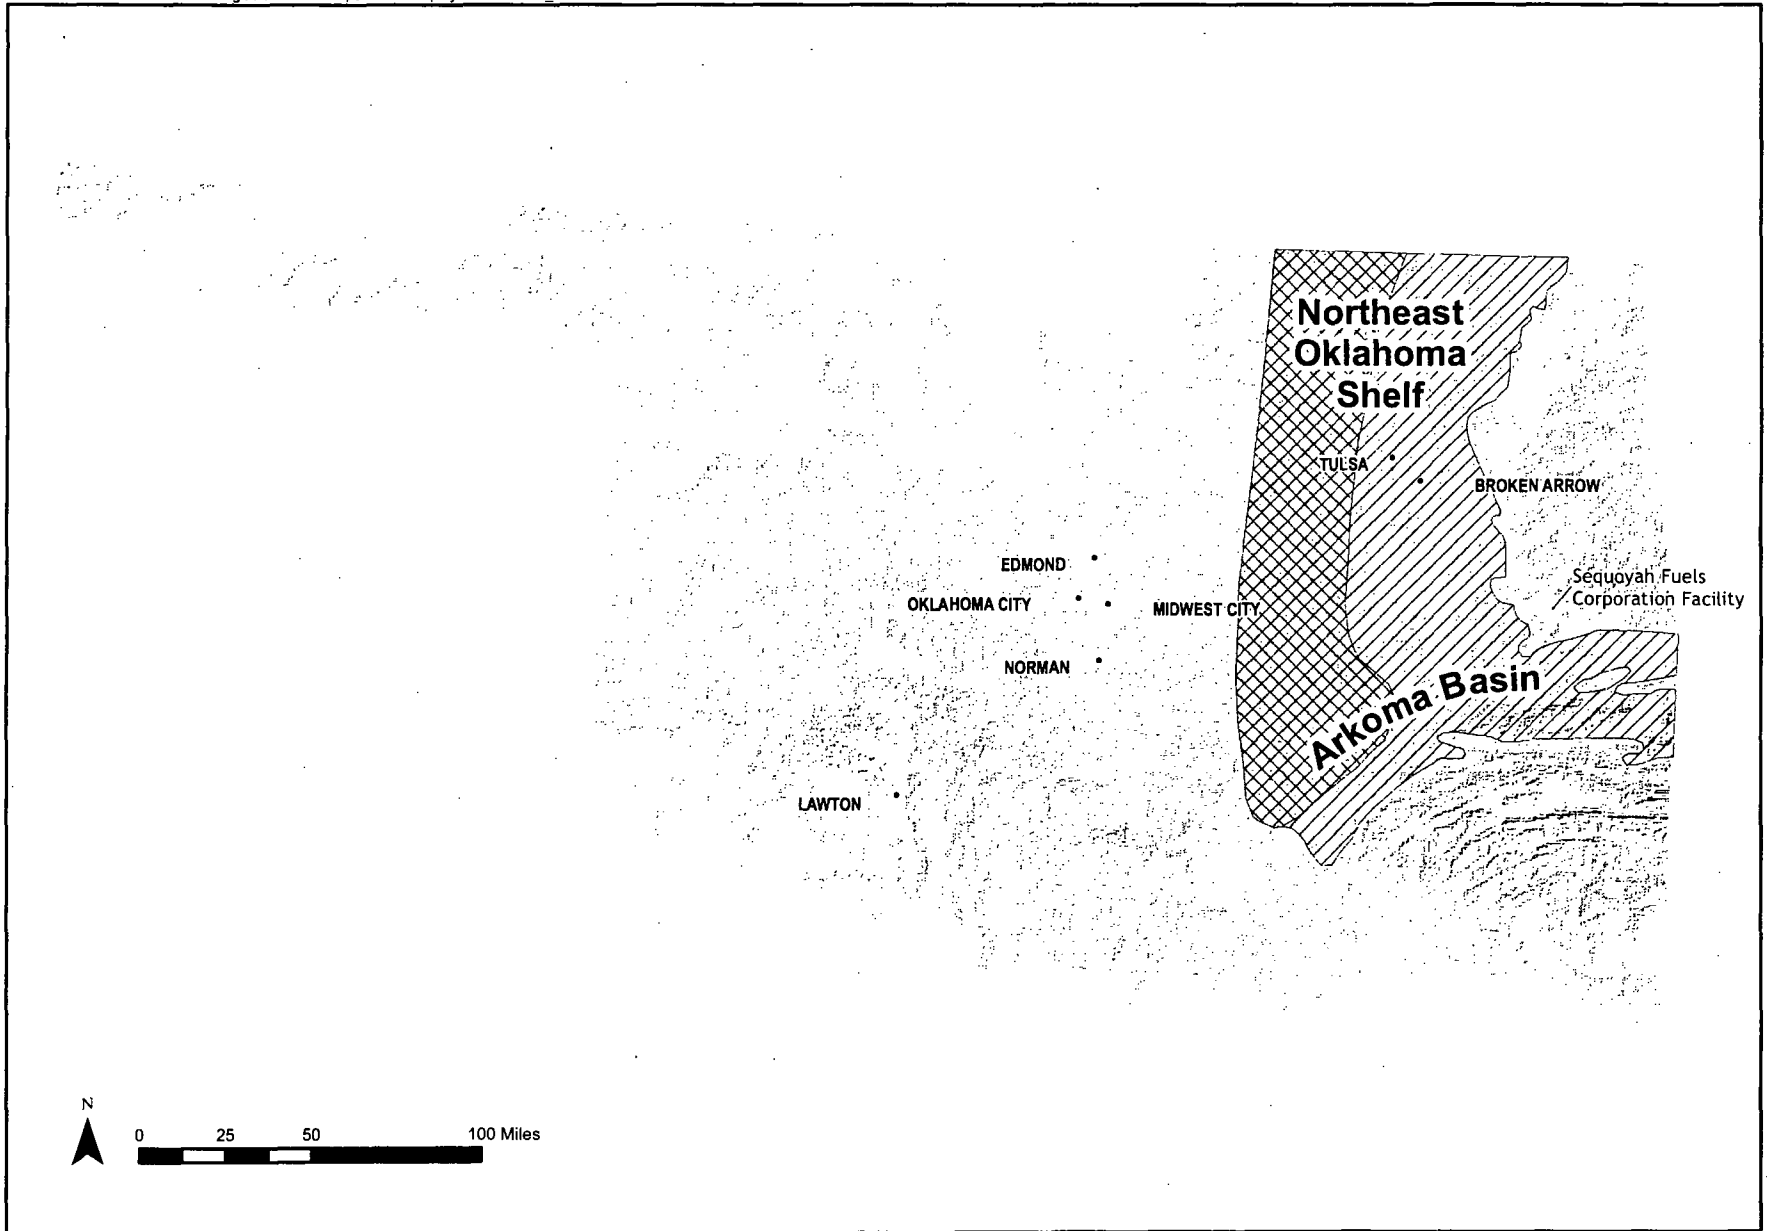 Northeast
Oklahoma
Shelf
TULSA
BROKEN ARROW
EDMOND
Sequoyah Fuels
Corporation Facility
OKLAHOMA CITY
MIDWEST CITY
NORMAN
Arkoma Basin
LAWTON
N
0 25 50 100 Miles